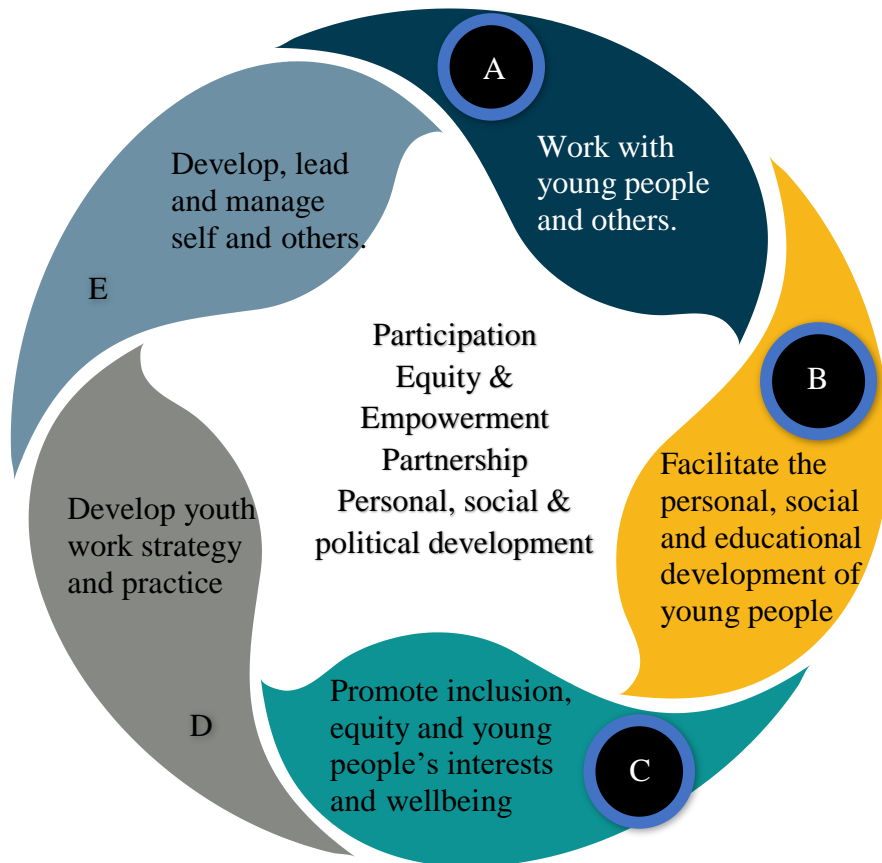 A
Work with
young people
and others.
B
Facilitate the
personal, social
and educational
development of
young people
C
Promote inclusion,
equity and young
people’s interests
and wellbeing
D
Develop youth
work strategy
and practice
E
Develop, lead
and manage
self and others.
Participation
Equity &
Empowerment
Partnership
Personal, social &
political development